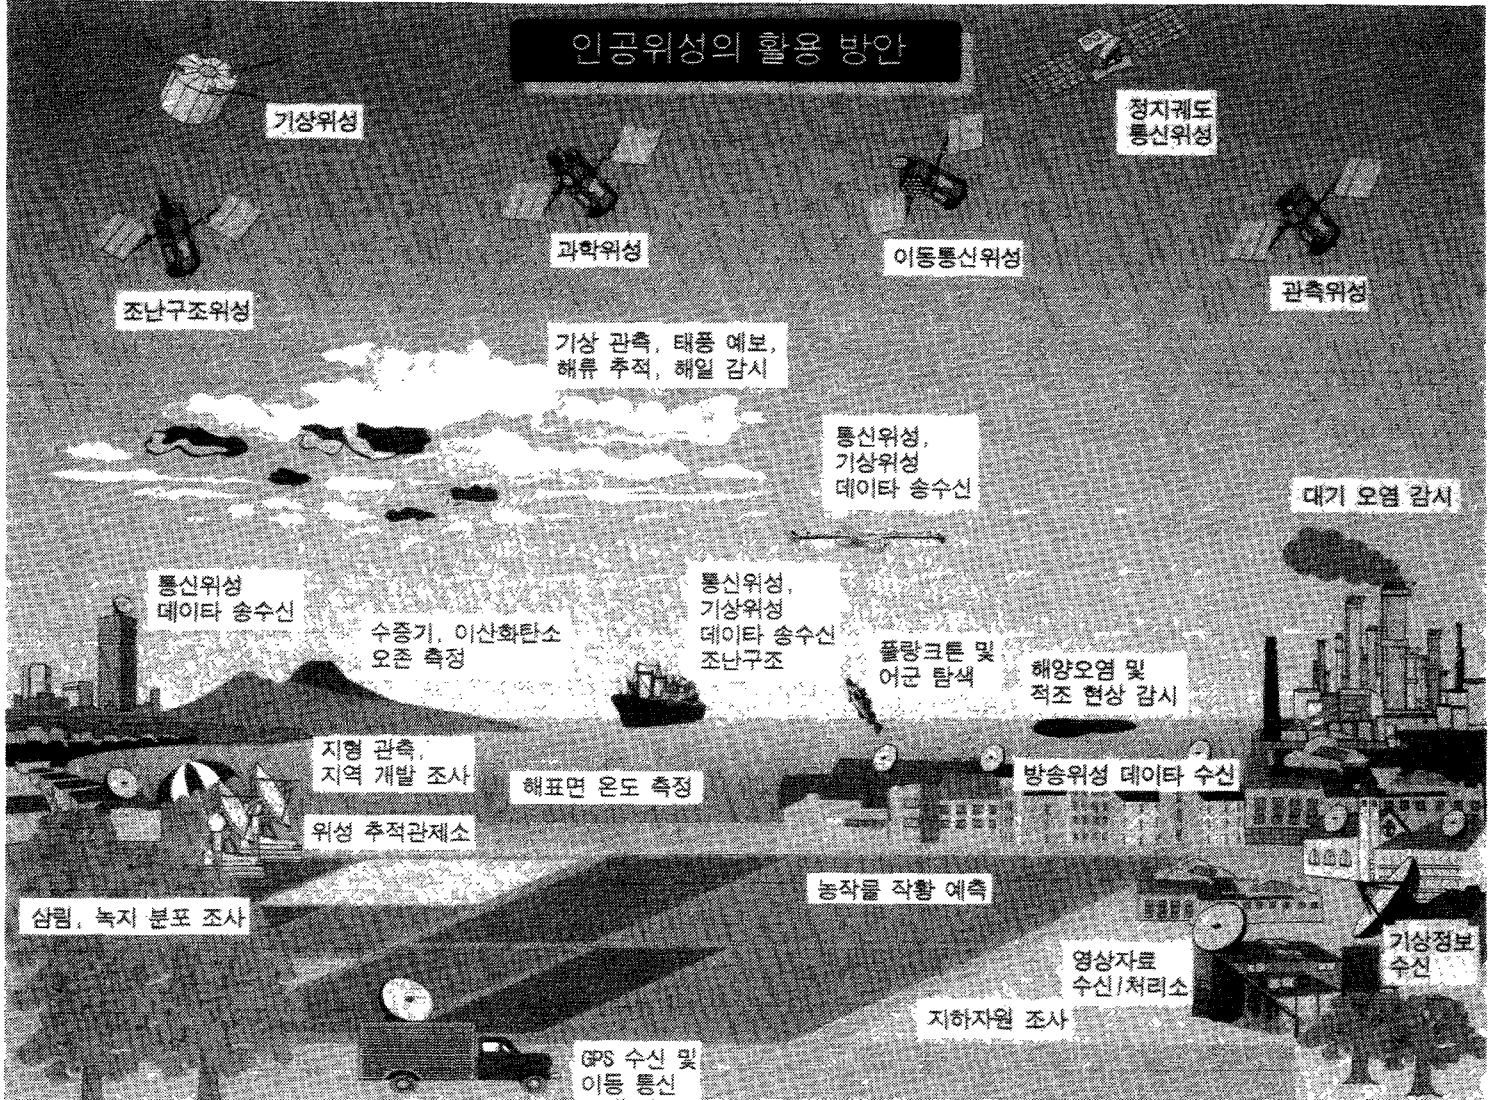 인공위성의 활용 방안
기상위성
정지궤도
통신위성
과학위성
이동통신위성
관측위성
조난구조위성
기상 관측, 태풍 예보,
해류 추적, 해일 감시
통신위성,
기상위성
데이타 송수신
대기 오염 감시
통신위성
데이타 송수신
수증기, 이산화탄소
오존 측정
통신위성,
기상위성
데이타 송수신
조난구조
플랑크톤 및
어군 탐색
해양오염 및
적조 현상 감시
지형 관측,
지역 개발 조사
해표면 온도 측정
방송위성 데이타 수신
위성 추적관제소
농작물 작황 예측
삼림, 녹지 분포 조사
영상자료
수신/처리소
기상정보
수신
지하자원 조사
GPS 수신 및
이동 통신